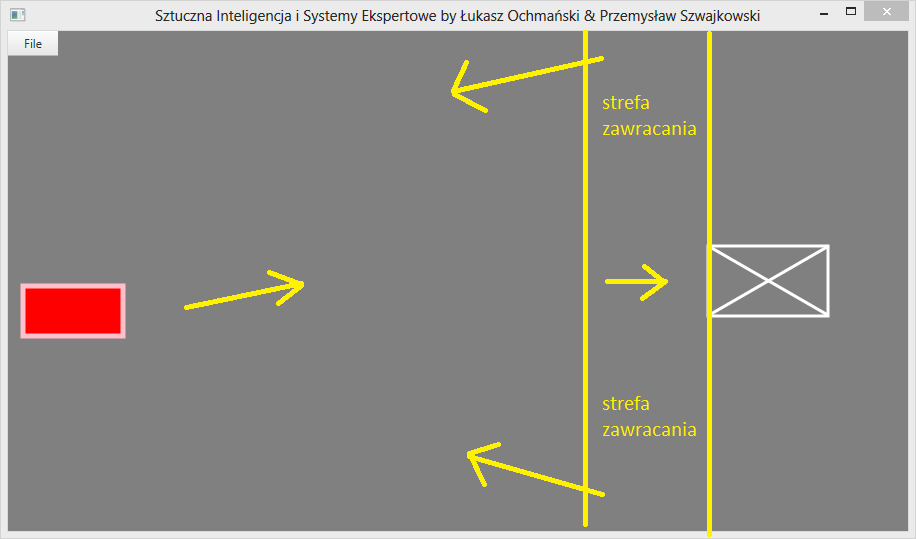 Sztuczna Inteligencja i Systemy Ekspertowe by Łukasz Ochmański & Przemysław Szwajkowski
File
strefa
zawracania
strefa
zawracania